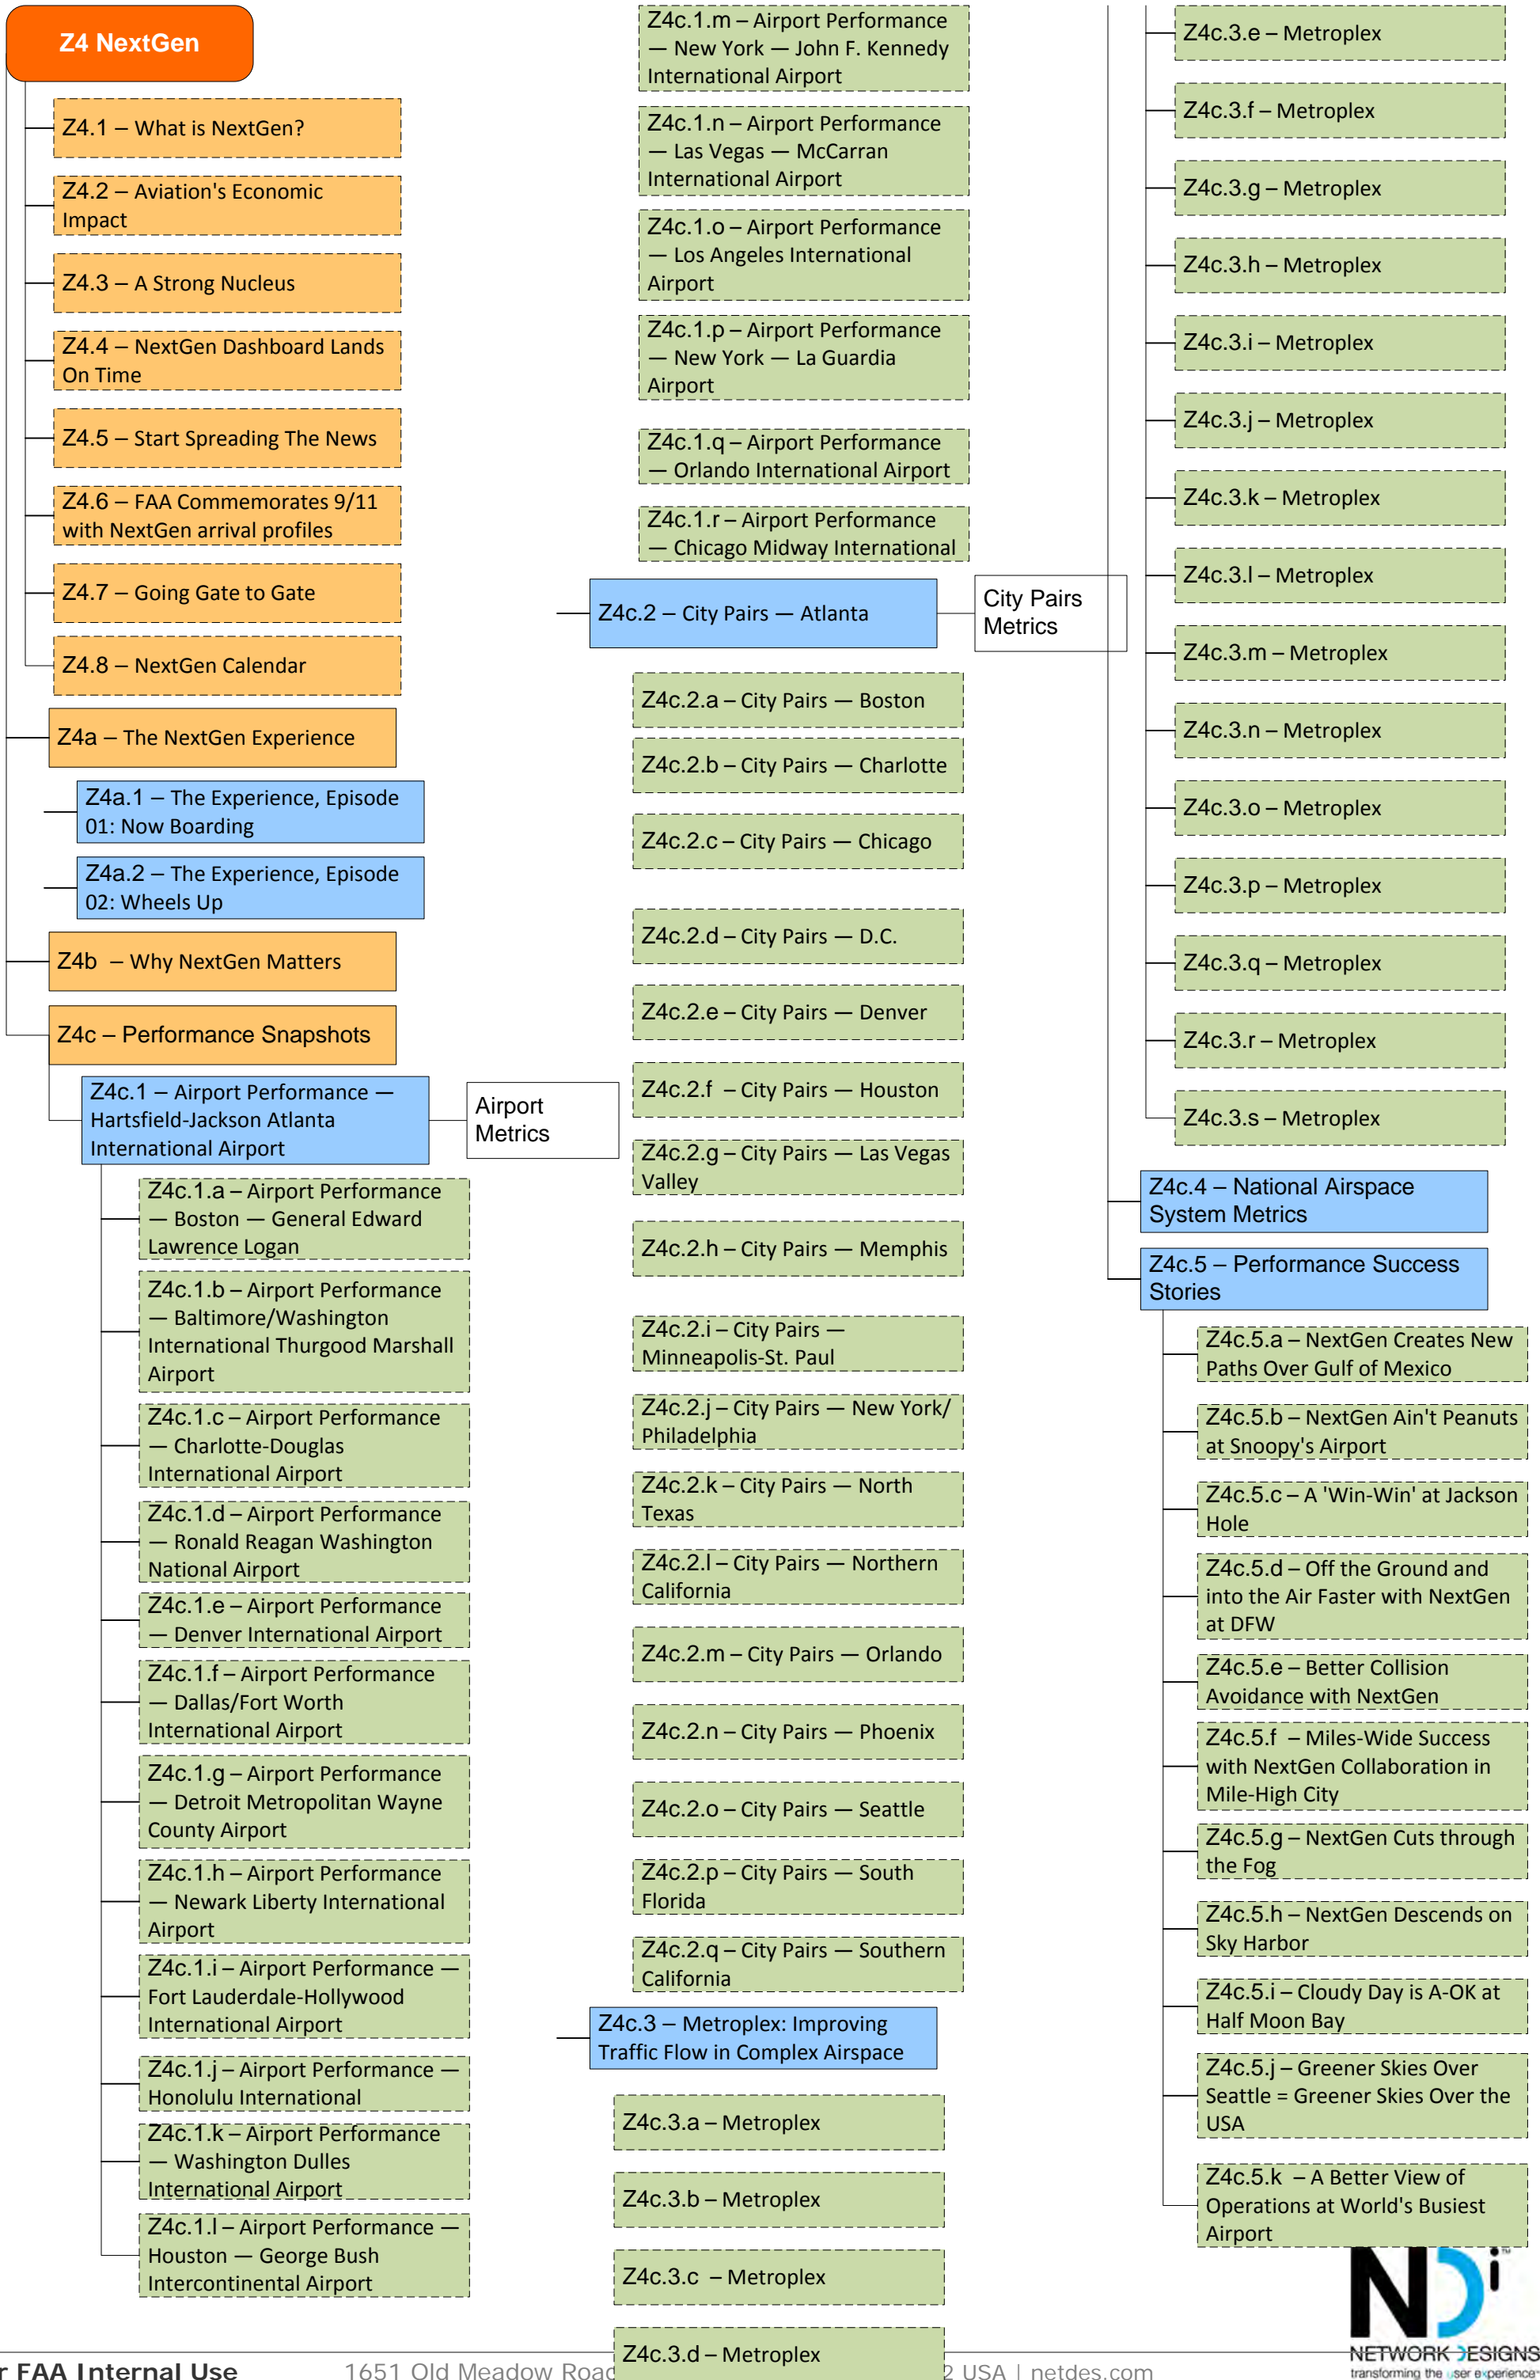 Z4 NextGen
Z4.1 – What is NextGen?
Z4.2 – Aviation's Economic
Impact
Z4.3 – A Strong Nucleus
Z4.4 – NextGen Dashboard Lands
On Time
Z4.5 – Start Spreading The News
Z4.6 – FAA Commemorates 9/11
with NextGen arrival profiles
Z4.7 – Going Gate to Gate
Z4.8 – NextGen Calendar
Z4a – The NextGen Experience
Z4a.1 – The Experience, Episode
01: Now Boarding
Z4a.2 – The Experience, Episode
02: Wheels Up
Z4b – Why NextGen Matters
Z4c – Performance Snapshots
Z4c.1 – Airport Performance —
Hartsfield-Jackson Atlanta
International Airport
Airport
Metrics
Z4c.1.a – Airport Performance
— Boston — General Edward
Lawrence Logan
Z4c.1.b – Airport Performance
— Baltimore/Washington
International Thurgood Marshall
Airport
Z4c.1.c – Airport Performance
— Charlotte-Douglas
International Airport
Z4c.1.d – Airport Performance
— Ronald Reagan Washington
National Airport
Z4c.1.e – Airport Performance
— Denver International Airport
Z4c.1.f – Airport Performance
— Dallas/Fort Worth
International Airport
Z4c.1.g – Airport Performance
— Detroit Metropolitan Wayne
County Airport
Z4c.1.h – Airport Performance
— Newark Liberty International
Airport
Z4c.1.i – Airport Performance —
Fort Lauderdale-Hollywood
International Airport
Z4c.1.j – Airport Performance —
Honolulu International
Z4c.1.k – Airport Performance
— Washington Dulles
International Airport
Z4c.1.l – Airport Performance —
Houston — George Bush
Intercontinental Airport
Z4c.1.m – Airport Performance
— New York — John F. Kennedy
International Airport
Z4c.1.n – Airport Performance
— Las Vegas — McCarran
International Airport
Z4c.1.o – Airport Performance
— Los Angeles International
Airport
Z4c.1.p – Airport Performance
— New York — La Guardia
Airport
Z4c.1.q – Airport Performance
— Orlando International Airport
Z4c.1.r – Airport Performance
— Chicago Midway International
Z4c.2 – City Pairs — Atlanta
City Pairs
Metrics
Z4c.2.a – City Pairs — Boston
Z4c.2.b – City Pairs — Charlotte
Z4c.2.c – City Pairs — Chicago
Z4c.2.d – City Pairs — D.C.
Z4c.2.e – City Pairs — Denver
Z4c.2.f – City Pairs — Houston
Z4c.2.g – City Pairs — Las Vegas
Valley
Z4c.2.h – City Pairs — Memphis
Z4c.2.i – City Pairs —
Minneapolis-St. Paul
Z4c.2.j – City Pairs — New York/
Philadelphia
Z4c.2.k – City Pairs — North
Texas
Z4c.2.l – City Pairs — Northern
California
Z4c.2.m – City Pairs — Orlando
Z4c.2.n – City Pairs — Phoenix
Z4c.2.o – City Pairs — Seattle
Z4c.2.p – City Pairs — South
Florida
Z4c.2.q – City Pairs — Southern
California
Z4c.3 – Metroplex: Improving
Traffic Flow in Complex Airspace
Z4c.3.a – Metroplex
Z4c.3.b – Metroplex
Z4c.3.c – Metroplex
Z4c.3.d – Metroplex
Z4c.3.e – Metroplex
Z4c.3.f – Metroplex
Z4c.3.g – Metroplex
Z4c.3.h – Metroplex
Z4c.3.i – Metroplex
Z4c.3.j – Metroplex
Z4c.3.k – Metroplex
Z4c.3.l – Metroplex
Z4c.3.m – Metroplex
Z4c.3.n – Metroplex
Z4c.3.o – Metroplex
Z4c.3.p – Metroplex
Z4c.3.q – Metroplex
Z4c.3.r – Metroplex
Z4c.3.s – Metroplex
Z4c.4 – National Airspace
System Metrics
Z4c.5 – Performance Success
Stories
Z4c.5.a – NextGen Creates New
Paths Over Gulf of Mexico
Z4c.5.b – NextGen Ain't Peanuts
at Snoopy's Airport
Z4c.5.c – A 'Win-Win' at Jackson
Hole
Z4c.5.d – Off the Ground and
into the Air Faster with NextGen
at DFW
Z4c.5.e – Better Collision
Avoidance with NextGen
Z4c.5.f – Miles-Wide Success
with NextGen Collaboration in
Mile-High City
Z4c.5.g – NextGen Cuts through
the Fog
Z4c.5.h – NextGen Descends on
Sky Harbor
Z4c.5.i – Cloudy Day is A-OK at
Half Moon Bay
Z4c.5.j – Greener Skies Over
Seattle = Greener Skies Over the
USA
Z4c.5.k – A Better View of
Operations at World's Busiest
Airport
NDi™
NETWORK DESIGNS
transforming the user experience
r FAA Internal Use
1651 Old Meadow Road
2 USA | netdes.com